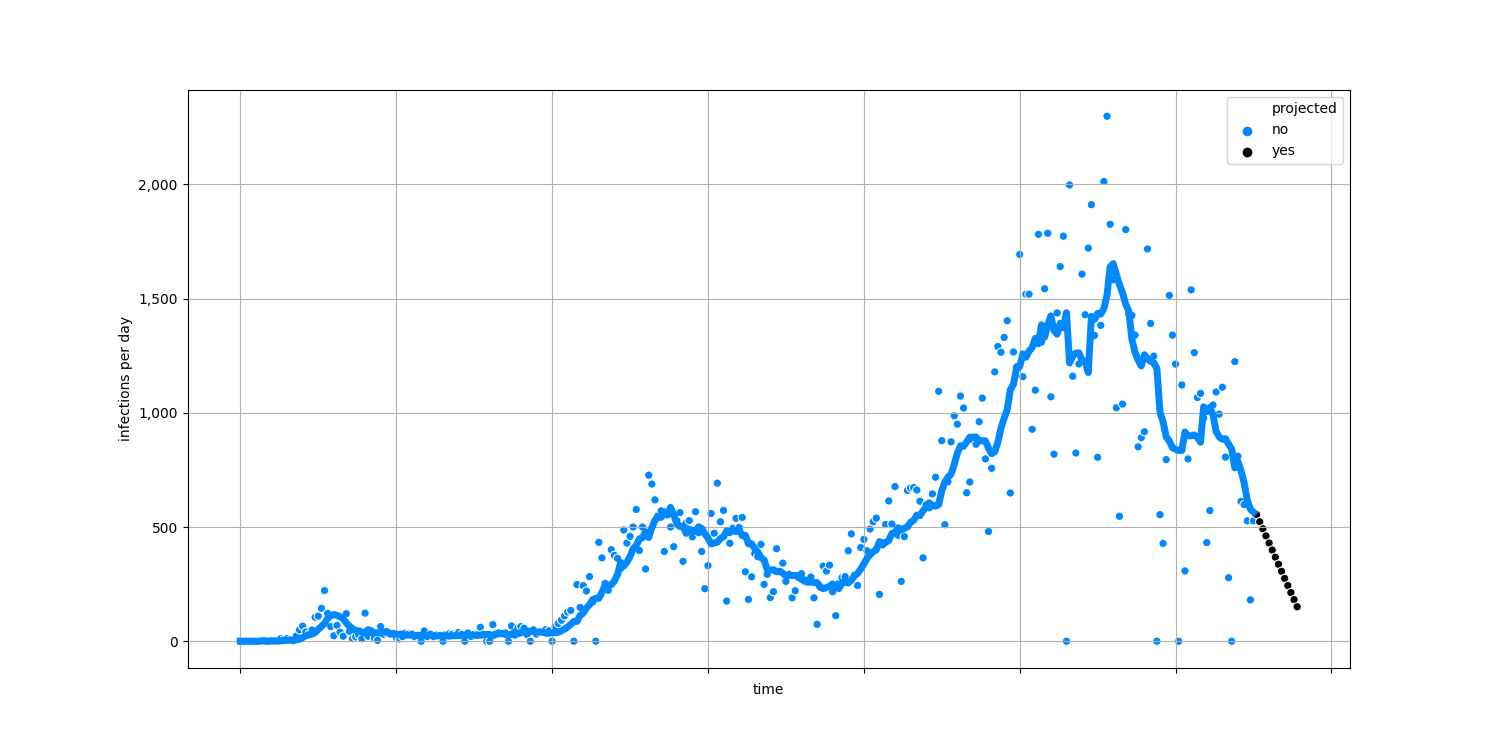 projected
no
yes
2,000
1,500
1,000
500
0
infections per day
time